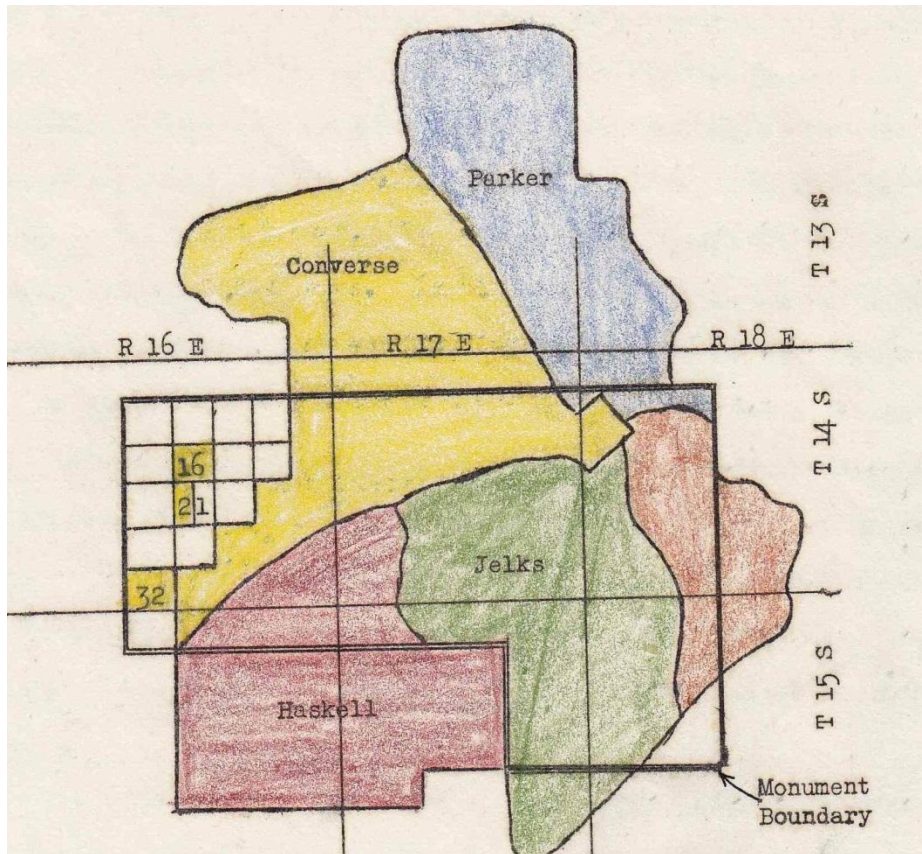 Parker
T 13 S
Converse
R 16 E
R 17 E
R 18 E
T 14 S
16
21
Jelks
32
T 15 S
Haskell
Monument
Boundary